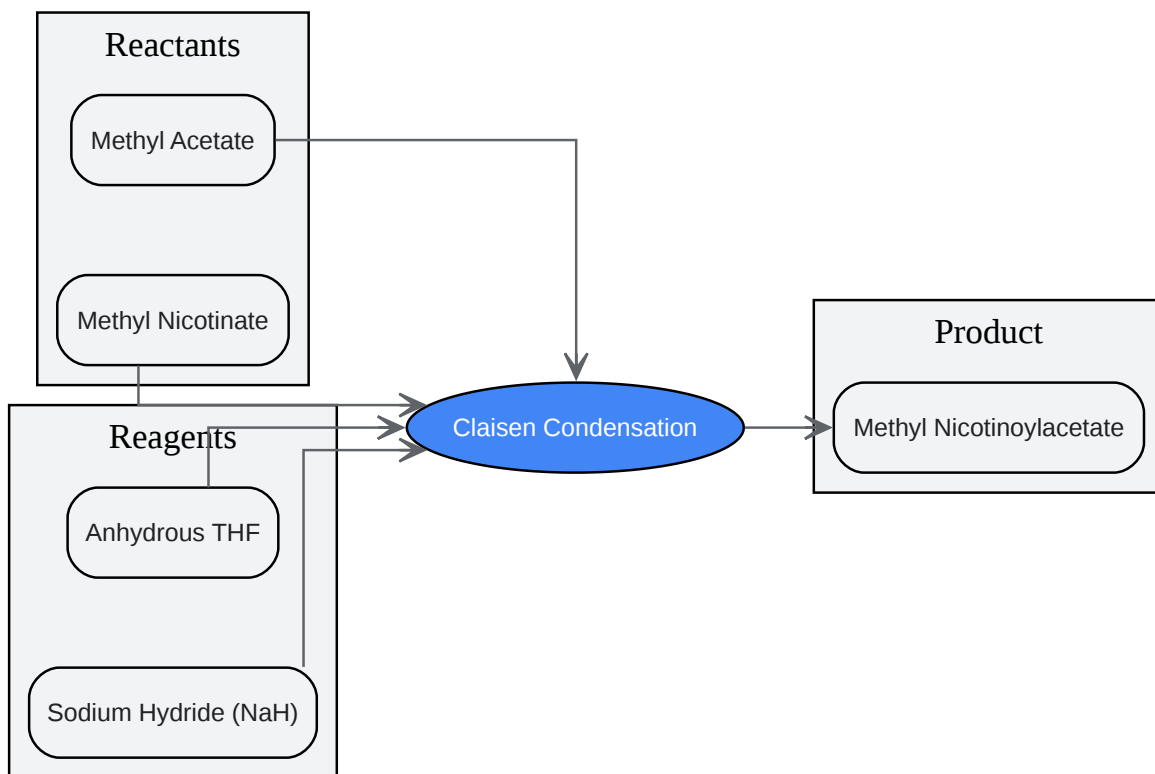 Reactants
Methyl Acetate
Methyl Nicotinate
Reagents
Anhydrous THF
Sodium Hydride (NaH)
Claisen Condensation
Product
Methyl Nicotinoylacetate